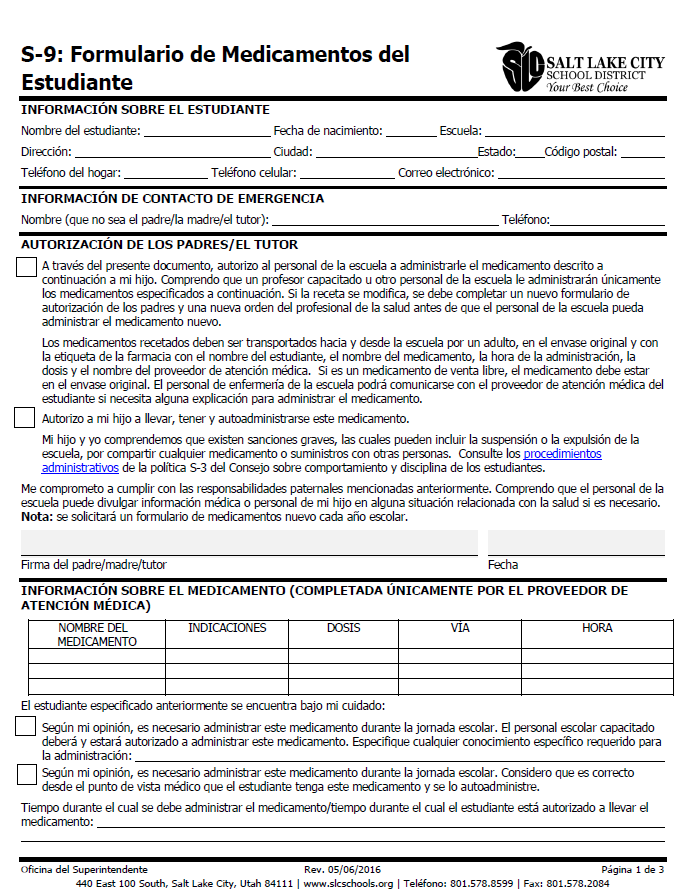 S-9: Formulario de Medicamentos del
Estudiante
SLC
SALT LAKE CITY
SCHOOL DISTRICT
Your Best Choice
INFORMACIÓN SOBRE EL ESTUDIANTE
Nombre del estudiante: Fecha de nacimiento: Escuela:
Dirección: Ciudad: Estado: Código postal:
Teléfono del hogar: Teléfono celular: Correo electrónico:
INFORMACIÓN DE CONTACTO DE EMERGENCIA
Nombre (que no sea el padre/la madre/el tutor): Teléfono:
AUTORIZACIÓN DE LOS PADRES/EL TUTOR
A través del presente documento, autorizo al personal de la escuela a administrarle el medicamento descrito a
continuación a mi hijo. Comprendo que un profesor capacitado u otro personal de la escuela le administrarán únicamente
los medicamentos especificados a continuación. Si la receta se modifica, se debe completar un nuevo formulario de
autorización de los padres y una nueva orden del profesional de la salud antes de que el personal de la escuela pueda
administrar el medicamento nuevo.
Los medicamentos recetados deben ser transportados hacia y desde la escuela por un adulto, en el envase original y con
la etiqueta de la farmacia con el nombre del estudiante, el nombre del medicamento, la hora de la administración, la
dosis y el nombre del proveedor de atención médica. Si es un medicamento de venta libre, el medicamento debe estar
en el envase original. El personal de enfermería de la escuela podrá comunicarse con el proveedor de atención médica del
estudiante si necesita alguna explicación para administrar el medicamento.
Autorizo a mi hijo a llevar, tener y autoadministrarse este medicamento.
Mi hijo y yo comprendemos que existen sanciones graves, las cuales pueden incluir la suspensión o la expulsión de la
escuela, por compartir cualquier medicamento o suministros con otras personas. Consulte los procedimientos
administrativos de la política S-3 del Consejo sobre comportamiento y disciplina de los estudiantes.
Me comprometo a cumplir con las responsabilidades paternales mencionadas anteriormente. Comprendo que el personal de la
escuela puede divulgar información médica o personal de mi hijo en alguna situación relacionada con la salud si es necesario.
Nota: se solicitará un formulario de medicamentos nuevo cada año escolar.
Firma del padre/madre/tutor Fecha
INFORMACIÓN SOBRE EL MEDICAMENTO (COMPLETADA ÚNICAMENTE POR EL PROVEEDOR DE
ATENCIÓN MÉDICA)
NOMBRE DEL INDICACIONES DOSIS VÍA HORA
MEDICAMENTO
El estudiante especificado anteriormente se encuentra bajo mi cuidado:
Según mi opinión, es necesario administrar este medicamento durante la jornada escolar. El personal escolar capacitado
deberá y estará autorizado a administrar este medicamento. Especifique cualquier conocimiento específico requerido para
la administración:
Según mi opinión, es necesario administrar este medicamento durante la jornada escolar. Considero que es correcto
desde el punto de vista médico que el estudiante tenga este medicamento y se lo autoadministre.
Tiempo durante el cual se debe administrar el medicamento/tiempo durante el cual el estudiante está autorizado a llevar el
medicamento:
Oficina del Superintendente Rev. 05/06/2016 Página 1 de 3
440 East 100 South, Salt Lake City, Utah 84111 | www.slcschools.org | Teléfono: 801.578.8599 | Fax: 801.578.2084